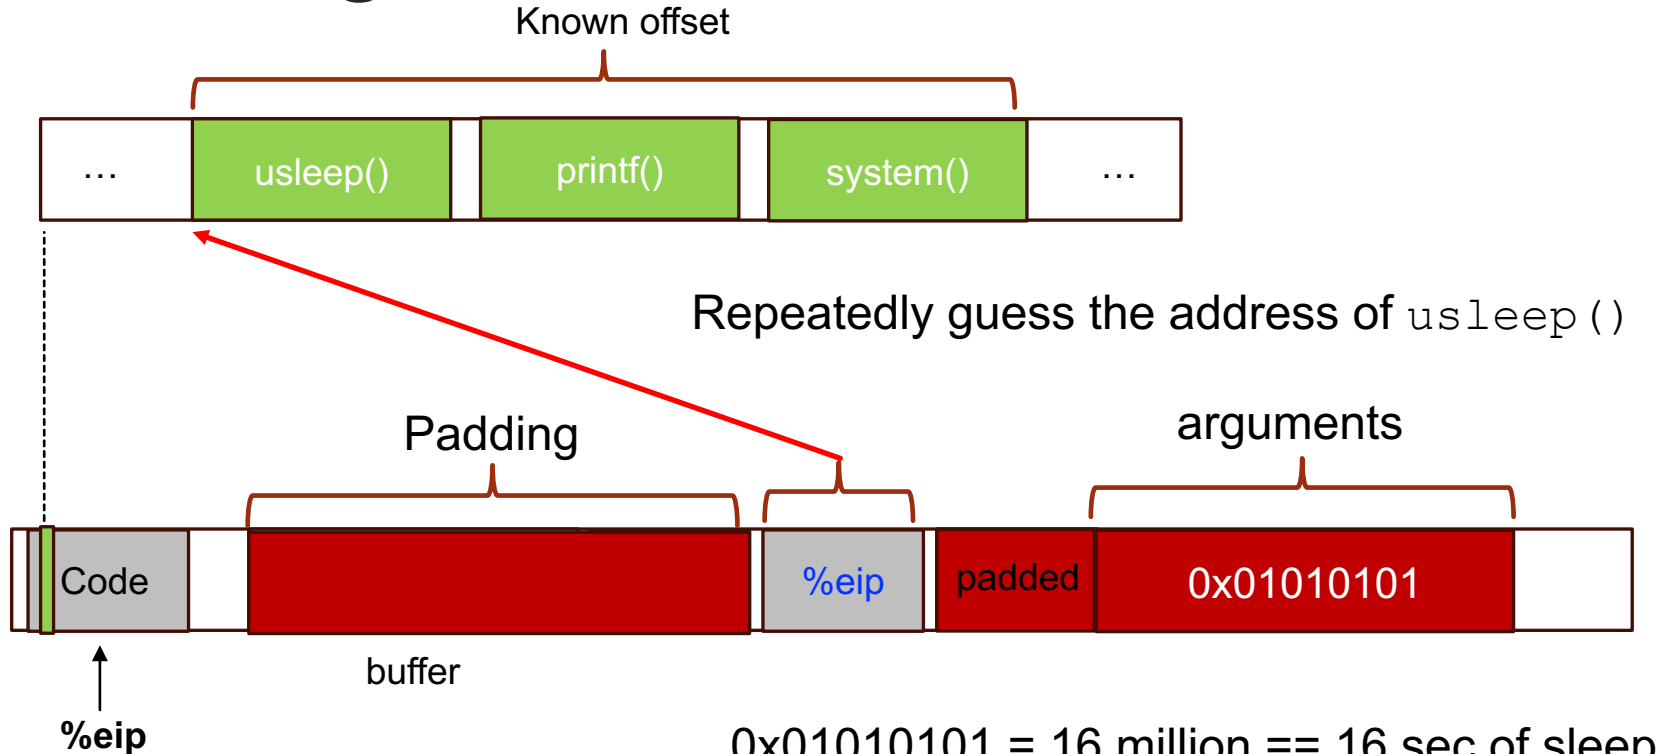 Known offset
...
usleep()
printf()
system()
...
Repeatedly guess the address of usleep()
Padding
arguments
Code
%eip
padded
0x01010101
buffer
%eip
0x01010101 = 16 million == 16 sec of sleep